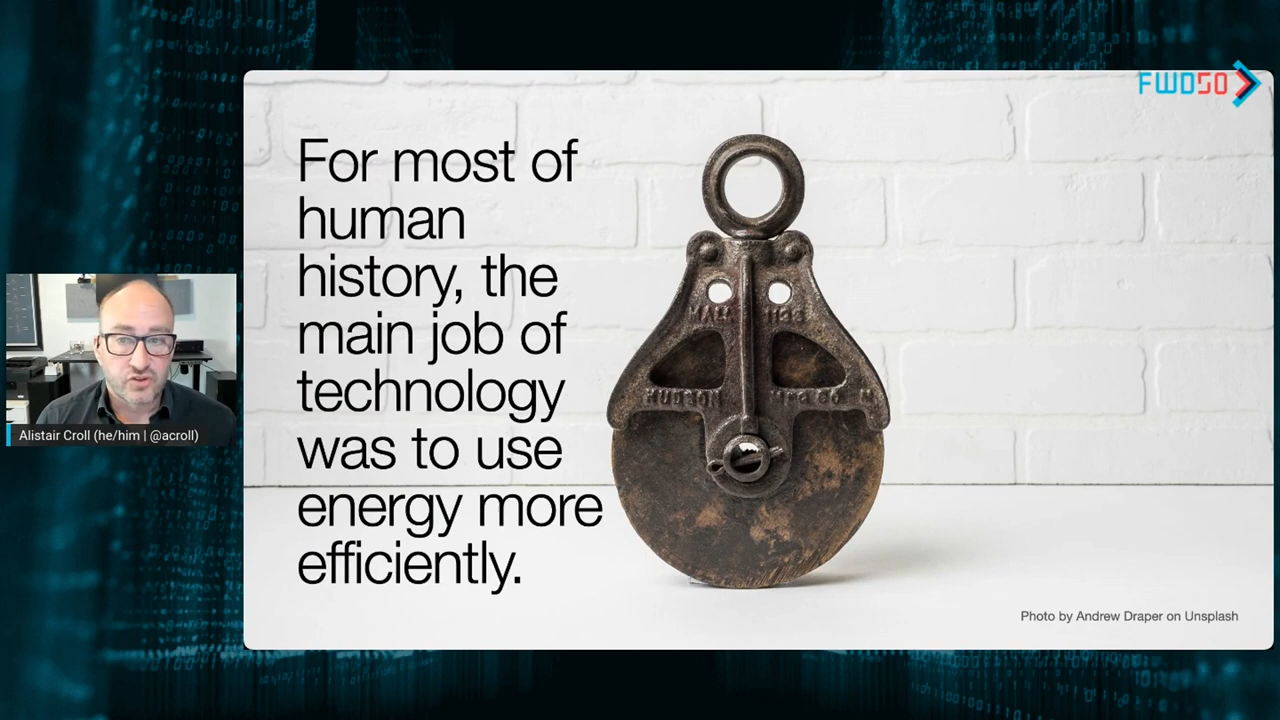 FWD50
For most of
human
history, the
main job of
technology
was to use
energy more
efficiently.
HUDSON
Alistair Croll (he/him | @acroll)
Photo by Andrew Draper on Unsplash